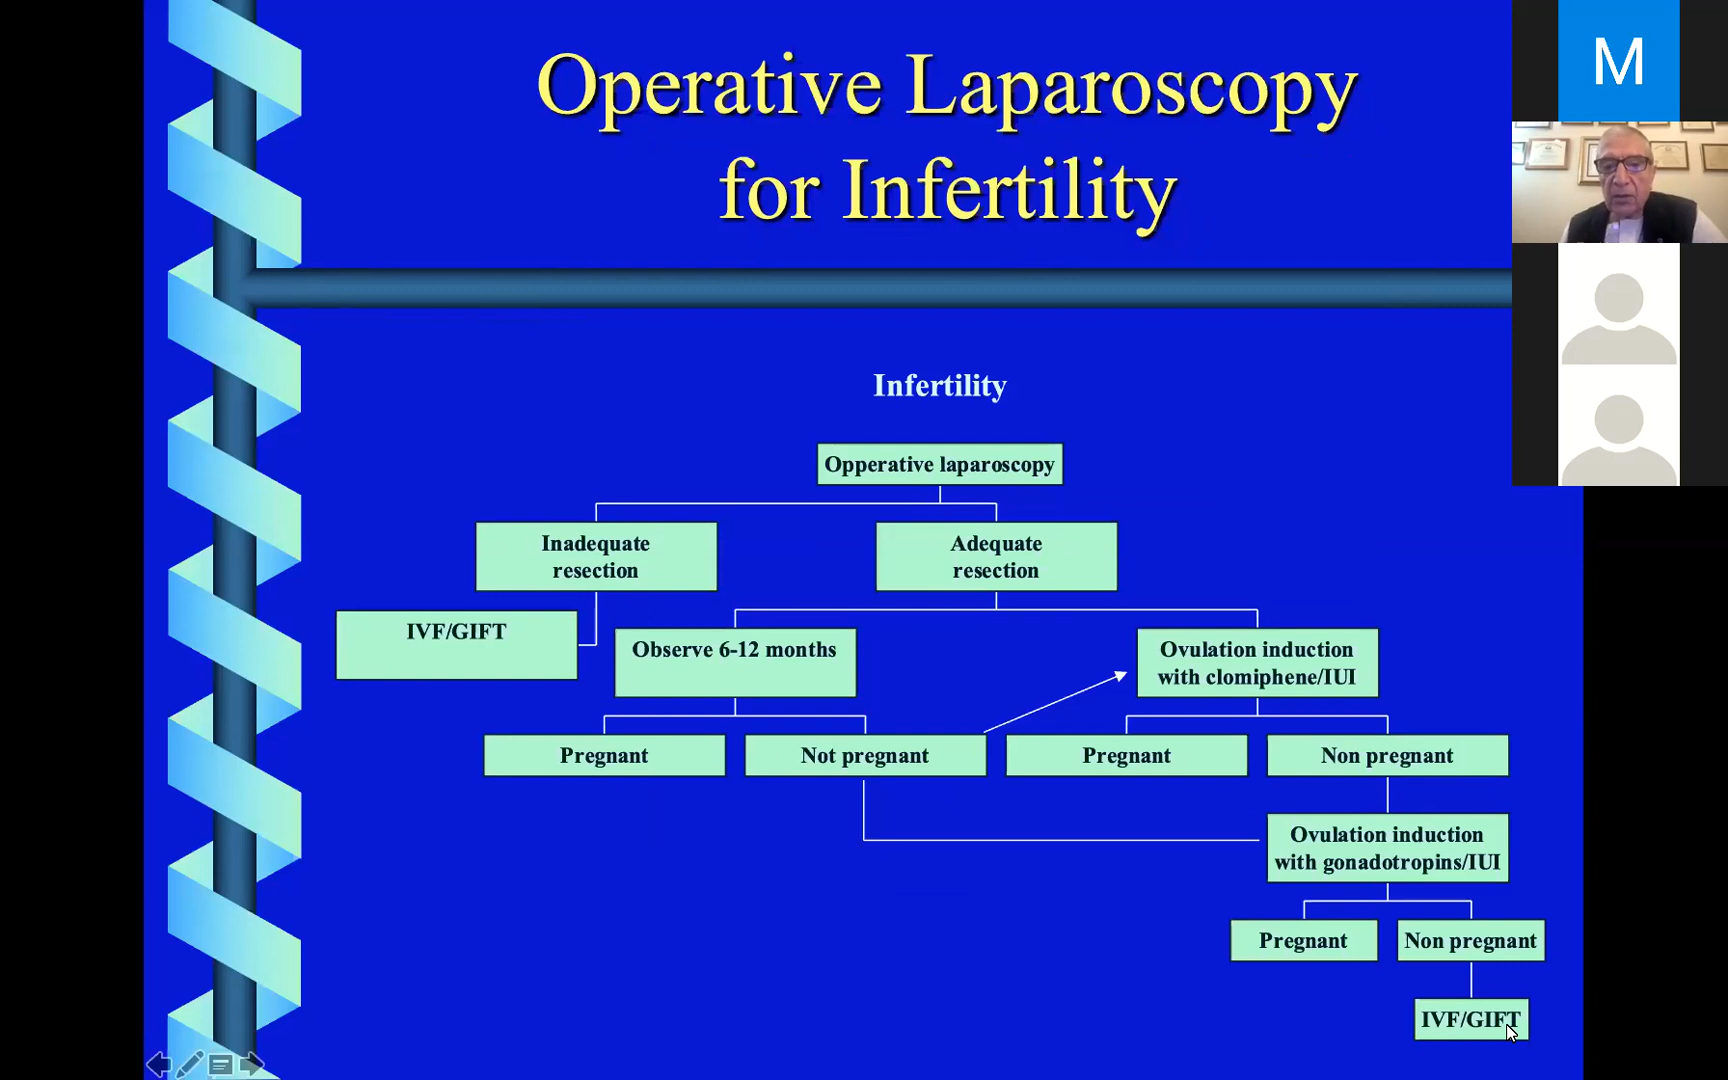 Operative Laparoscopy
for Infertility
M
Infertility
Opperative laparoscopy
Inadequate
resection
Adequate
resection
IVF/GIFT
Observe 6-12 months
Ovulation induction
with clomiphene/IUI
Pregnant
Not pregnant
Pregnant
Non pregnant
Ovulation induction
with gonadotropins/IUI
Pregnant
Non pregnant
IVF/GIFT